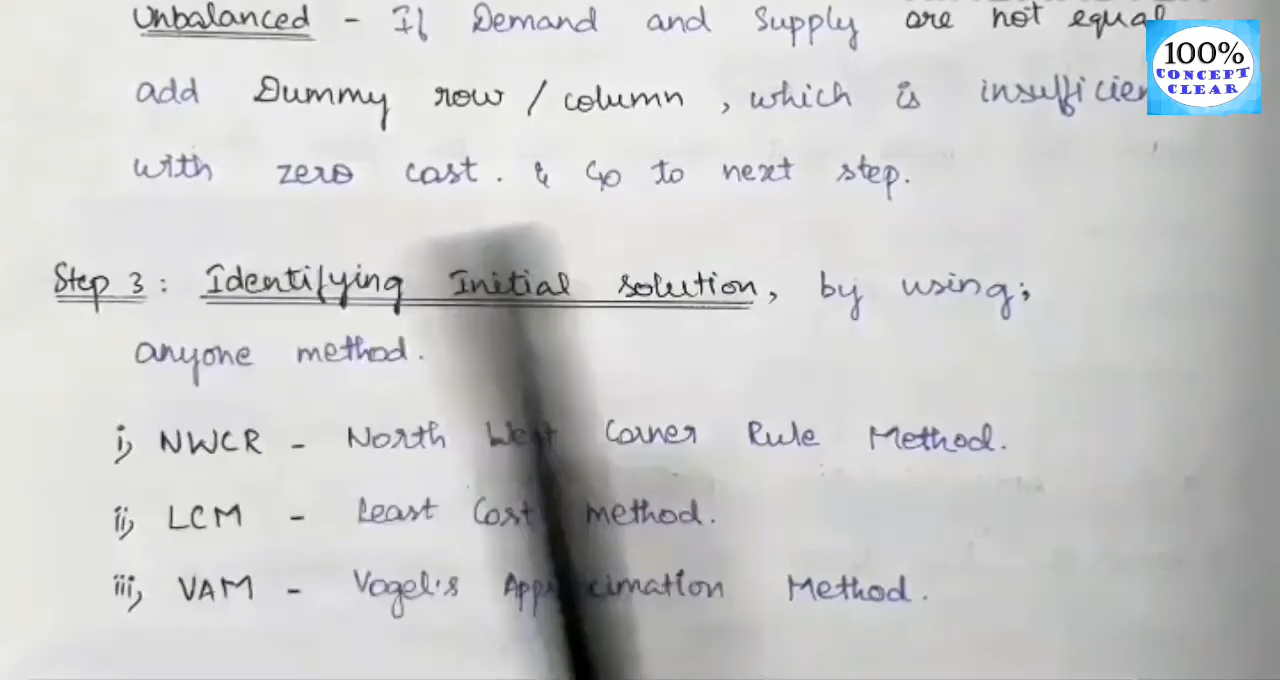 Unbalanced - If Demand and Supply are not equal
add Dummy row / column , which is
with zero cost . & Go to next step.
Step 3 : Identifying Initial solution, by using;
anyone method.
i, NWCR - North West Corner Rule Method.
ii, LCM - Least Cost method.
iii, VAM - Vogel's Approximation Method.
100%
CONCEPT
CLEAR